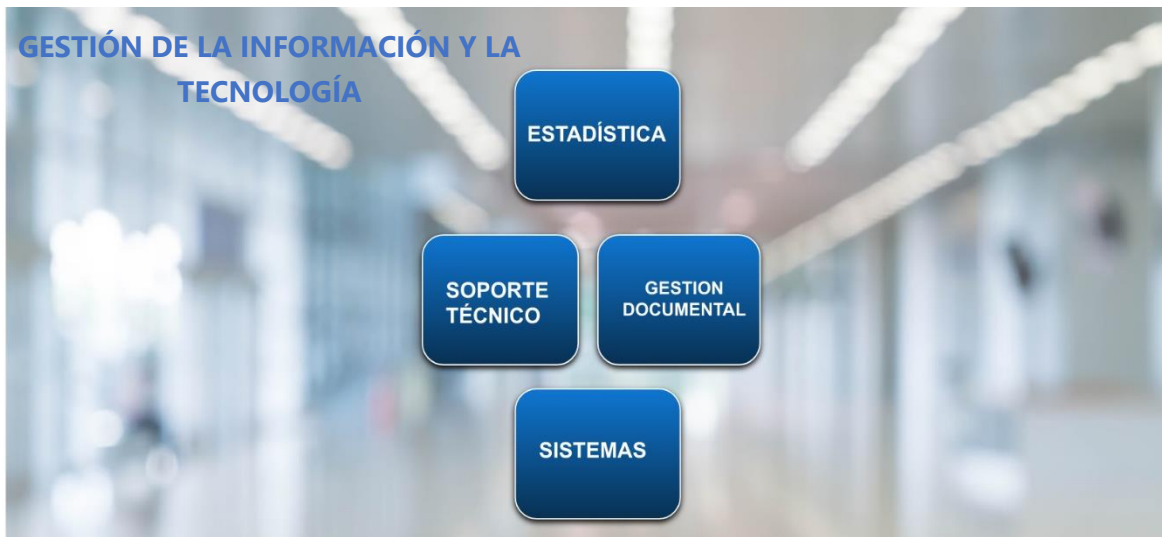 GESTIÓN DE LA INFORMACIÓN Y LA
TECNOLOGÍA
ESTADÍSTICA
SOPORTE
TÉCNICO
GESTION
DOCUMENTAL
SISTEMAS